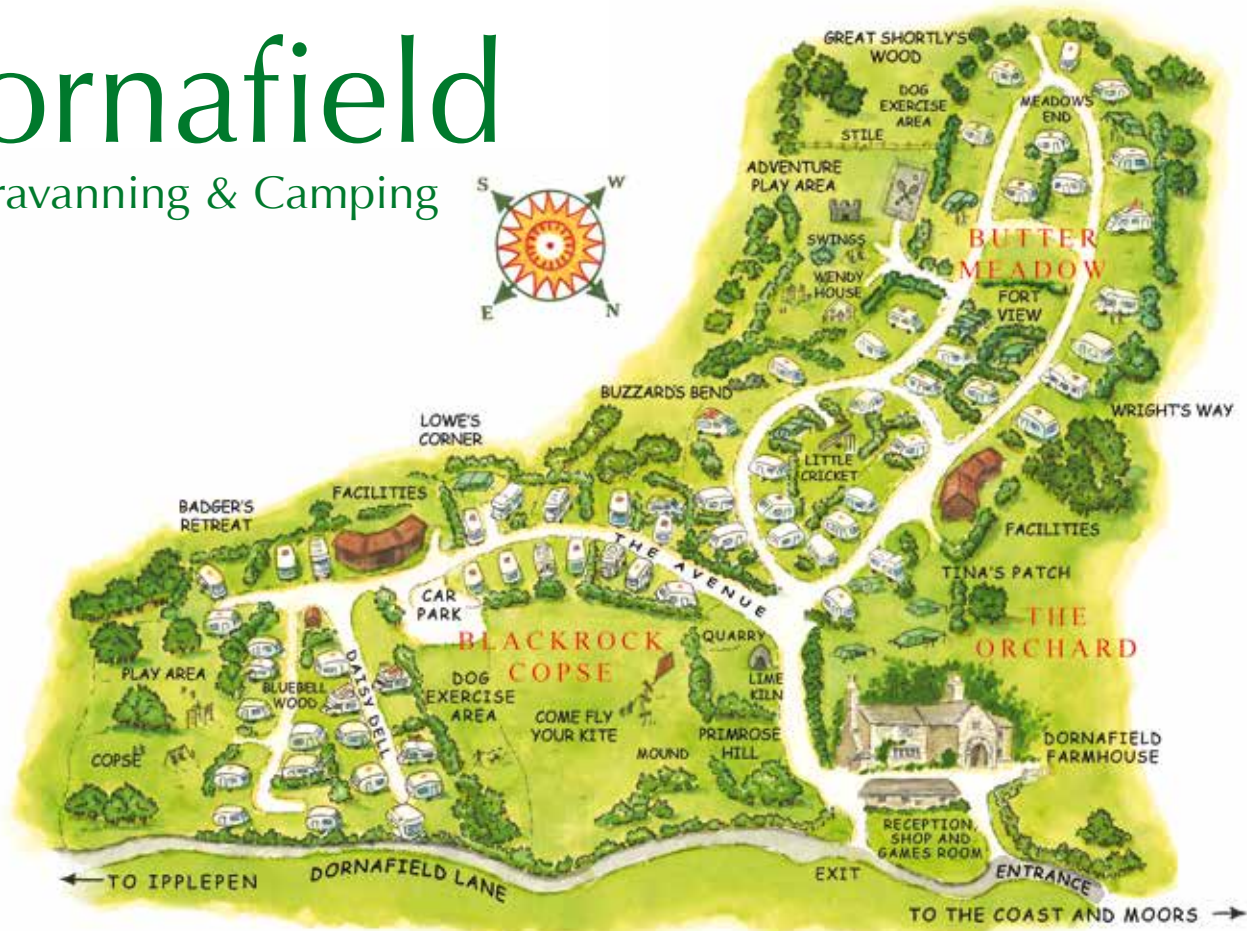 ornafield
ravanning & Camping
S
W
E
N
GREAT SHORTLY'S
WOOD
DOG
EXERCISE
AREA
STILE
MEADOW'S
END
ADVENTURE
PLAY AREA
SWINGS
WENDY
HOUSE
BUTTER
MEADOW
FORT
VIEW
BUZZARD'S BEND
WRIGHT'S WAY
LOWE'S
CORNER
LITTLE
CRICKET
FACILITIES
BADGER'S
RETREAT
FACILITIES
THE AVENUE
TINA'S PATCH
CAR
PARK
THE
ORCHARD
BLACKROCK
COPSE
QUARRY
LIME
KILN
PLAY AREA
BLUEBELL
WOOD
DAISY DELL
DOG
EXERCISE
AREA
COME FLY
YOUR KITE
MOUND
PRIMROSE
HILL
DORNAFIELD
FARMHOUSE
COPSE
RECEPTION,
SHOP AND
GAMES ROOM
EXIT
ENTRANCE
TO IPPLEPEN
DORNAFIELD LANE
TO THE COAST AND MOORS